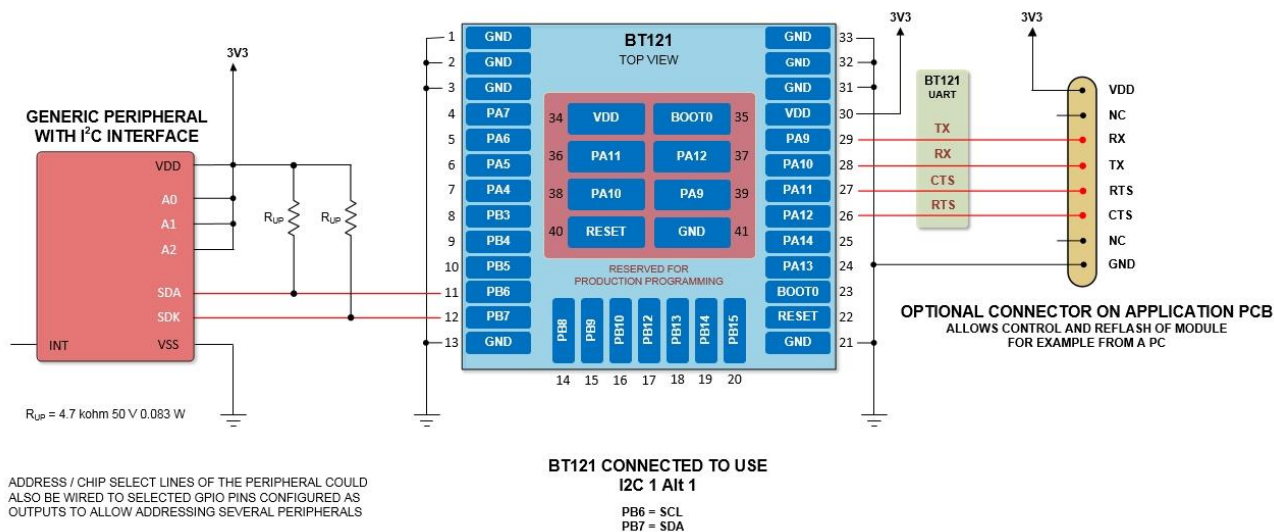 3V3
GENERIC PERIPHERAL
WITH I²C INTERFACE
VDD
A0
A1
A2
SDA
SDK
INT
VSS
R_UP
R_UP
R_UP = 4.7 kohm 50 V 0.083 W
ADDRESS / CHIP SELECT LINES OF THE PERIPHERAL COULD
ALSO BE WIRED TO SELECTED GPIO PINS CONFIGURED AS
OUTPUTS TO ALLOW ADDRESSING SEVERAL PERIPHERALS
BT121
TOP VIEW
1 GND
2 GND
3 GND
4 PA7
5 PA6
6 PA5
7 PA4
8 PB3
9 PB4
10 PB5
11 PB6
12 PB7
13 GND
34 VDD BOOT0 35
36 PA11 PA12 37
38 PA10 PA9 39
40 RESET GND 41
RESERVED FOR
PRODUCTION PROGRAMMING
PB8 PB9 PB10 PB12 PB13 PB14 PB15
14 15 16 17 18 19 20
GND 33
GND 32
GND 31
VDD 30
PA9 29
PA10 28
PA11 27
PA12 26
PA14 25
PA13 24
BOOT0 23
RESET 22
GND 21
3V3
BT121
UART
TX
RX
CTS
RTS
3V3
VDD
NC
RX
TX
RTS
CTS
NC
GND
OPTIONAL CONNECTOR ON APPLICATION PCB
ALLOWS CONTROL AND REFLASH OF MODULE
FOR EXAMPLE FROM A PC
BT121 CONNECTED TO USE
I2C 1 Alt 1
PB6 = SCL
PB7 = SDA